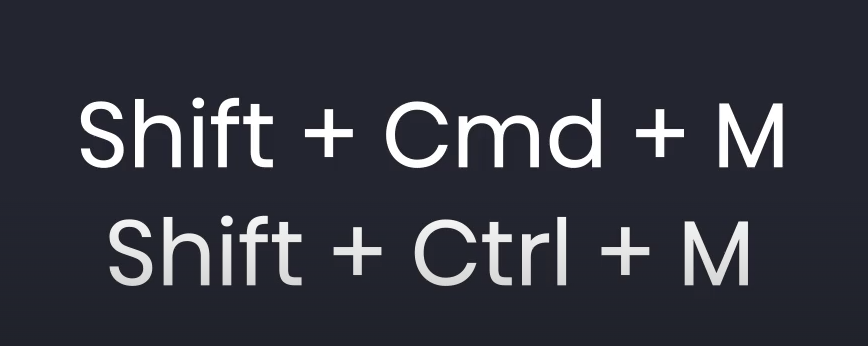 Shift + Cmd + M
Shift + Ctrl + M